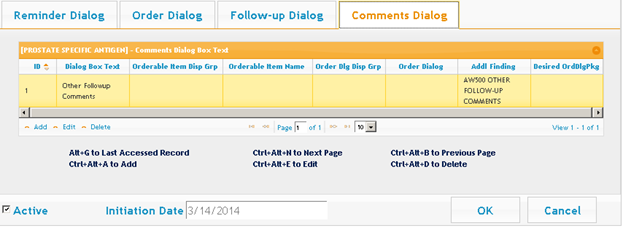 Reminder Dialog Order Dialog Follow-up Dialog Comments Dialog
[PROSTATE SPECIFIC ANTIGEN] - Comments Dialog Box Text
ID Dialog Box Text Orderable Item Disp Grp Orderable Item Name Order Dlg Disp Grp Order Dialog Addl Finding Desired OrdDlgPkg
1 Other Followup Comments AW500 OTHER FOLLOW-UP COMMENTS
Add Edit Delete Page 1 of 1 10 View 1 - 1 of 1
Alt+G to Last Accessed Record Ctrl+Alt+N to Next Page Ctrl+Alt+B to Previous Page
Ctrl+Alt+A to Add Ctrl+Alt+E to Edit Ctrl+Alt+D to Delete
Active Initiation Date 3/14/2014 OK Cancel